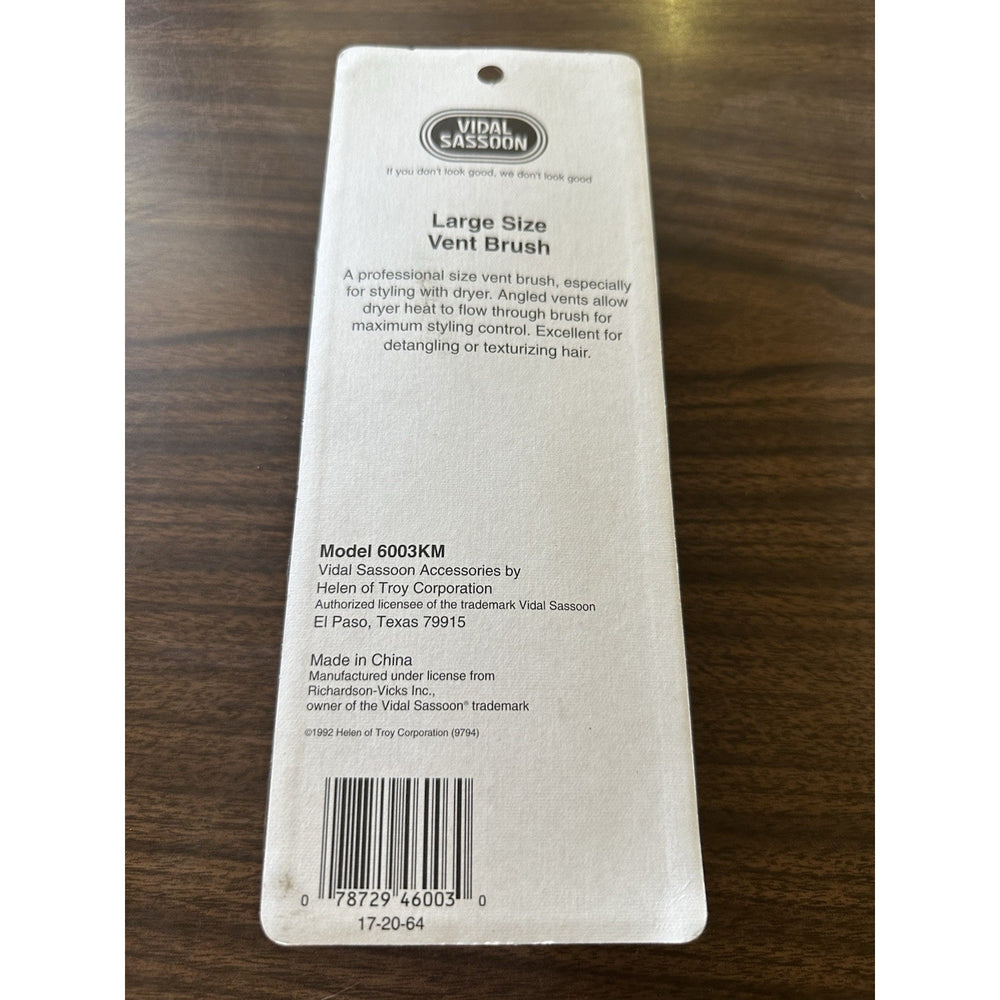 VIDAL
SASSOON
If you don't look good, we don't look good
Large Size
Vent Brush
A professional size vent brush, especially
for styling with dryer. Angled vents allow
dryer heat to flow through brush for
maximum styling control. Excellent for
detangling or texturizing hair.
Model 6003KM
Vidal Sassoon Accessories by
Helen of Troy Corporation
Authorized licensee of the trademark Vidal Sassoon
El Paso, Texas 79915
Made in China
Manufactured under license from
Richardson-Vicks Inc.,
owner of the Vidal Sassoon® trademark
©1992 Helen of Troy Corporation (9794)
0 78729 46003 0
17-20-64